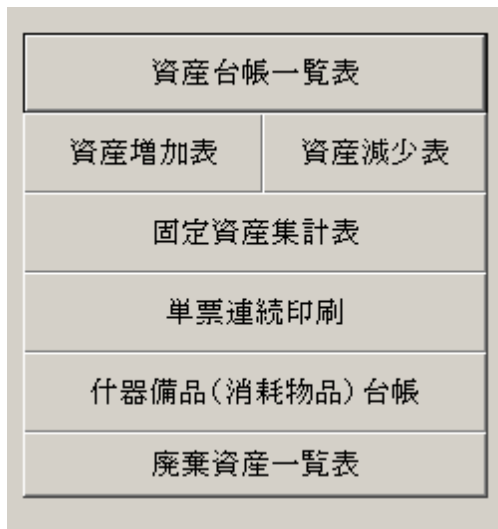 資産台帳一覧表
資産増加表 資産減少表
固定資産集計表
単票連続印刷
什器備品(消耗物品)台帳
廃棄資産一覧表